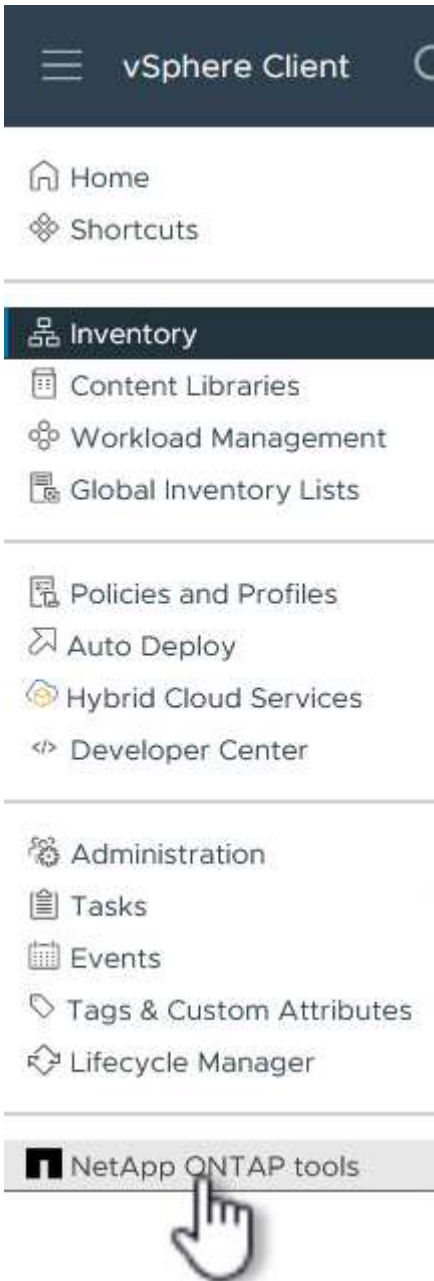 vSphere Client
Home
Shortcuts
Inventory
Content Libraries
Workload Management
Global Inventory Lists
Policies and Profiles
Auto Deploy
Hybrid Cloud Services
Developer Center
Administration
Tasks
Events
Tags & Custom Attributes
Lifecycle Manager
NetApp ONTAP tools